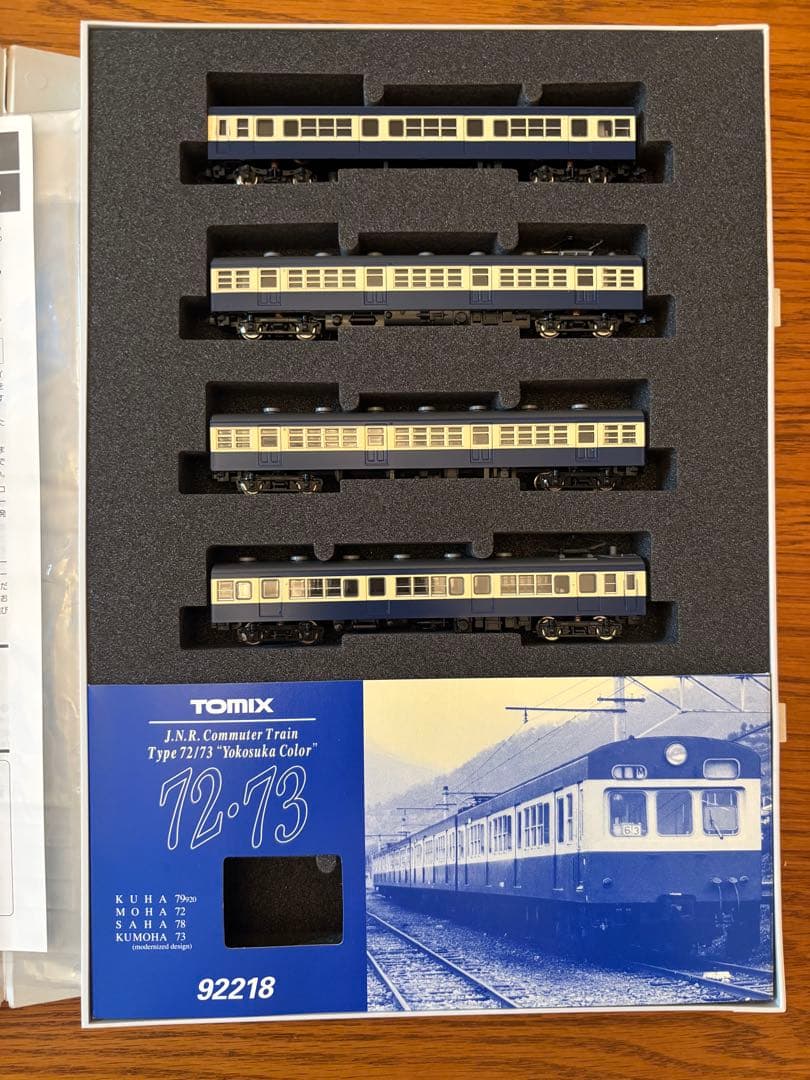 TOMIX
J.N.R. Commuter Train
Type 72/73 "Yokosuka Color"
72·73
KUHA 79920
MOHA 72
SAHA 78
KUMOHA 73
(modernized design)
92218
63